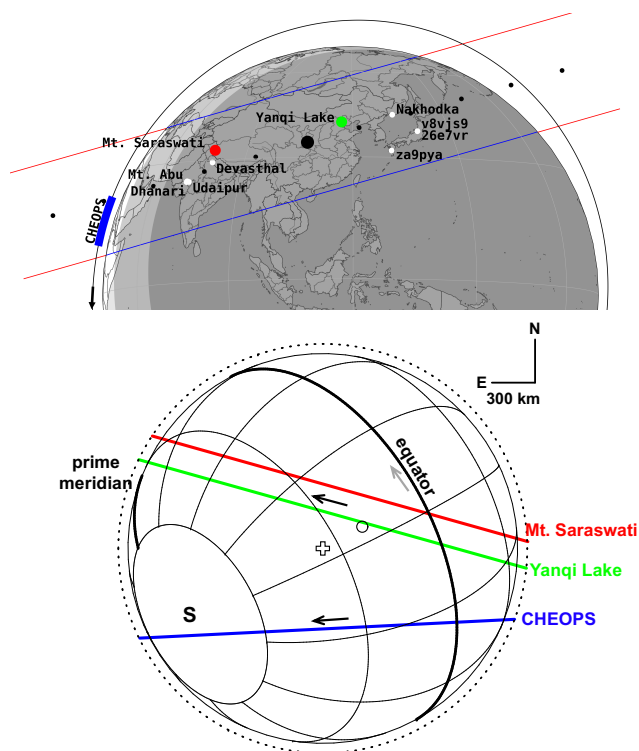 Nakhodka
Yanqi Lake
v8vjs9
26e7vr
Mt. Saraswati
za9pya
Devasthal
Mt. Abu
Dhanari
Udaipur
CHEOPS
N
E
300 km
prime
meridian
equator
Mt. Saraswati
Yanqi Lake
S
CHEOPS